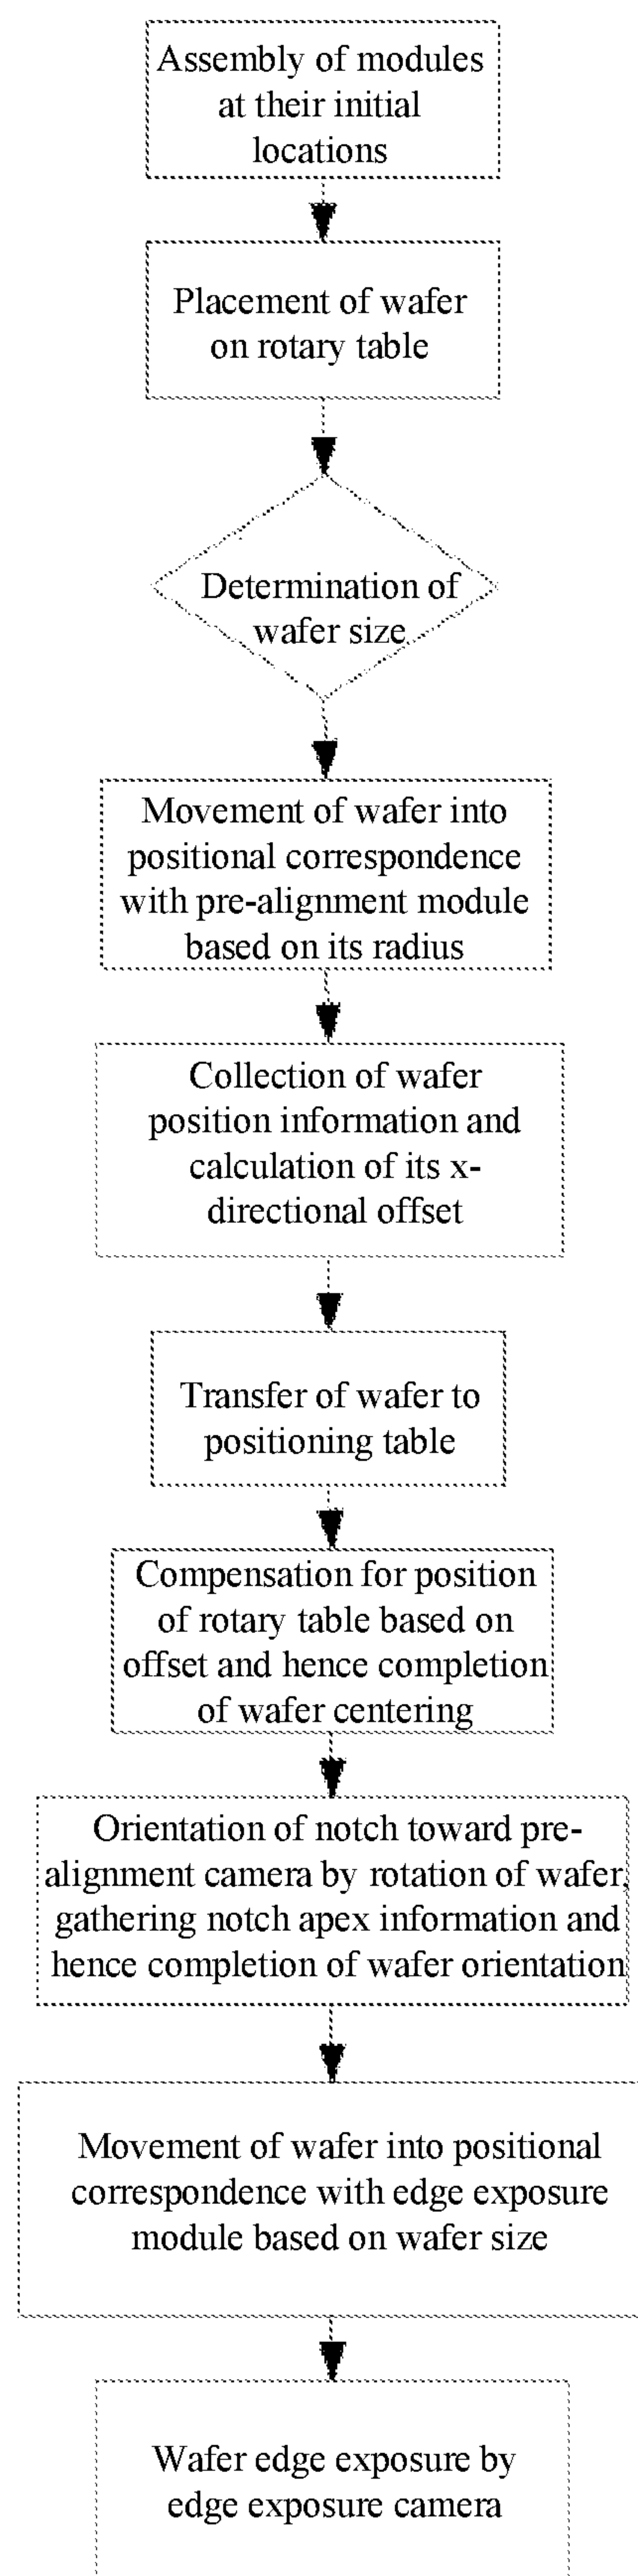 Assembly of modules
at their initial
locations
Placement of wafer
on rotary table
Determination of
wafer size
Movement of wafer into
positional correspondence
with pre-alignment module
based on its radius
Collection of wafer
position information and
calculation of its x-
directional offset
Transfer of wafer to
positioning table
Compensation for position
of rotary table based on
offset and hence completion
of wafer centering
Orientation of notch toward pre-
alignment camera by rotation of wafer,
gathering notch apex information and
hence completion of wafer orientation
Movement of wafer into positional
correspondence with edge exposure
module based on wafer size
Wafer edge exposure by
edge exposure camera